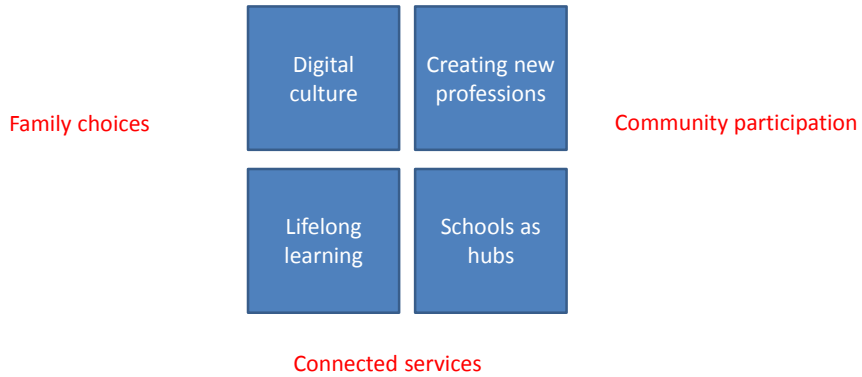 Digital
culture
Creating new
professions
Family choices
Community participation
Lifelong
learning
Schools as
hubs
Connected services